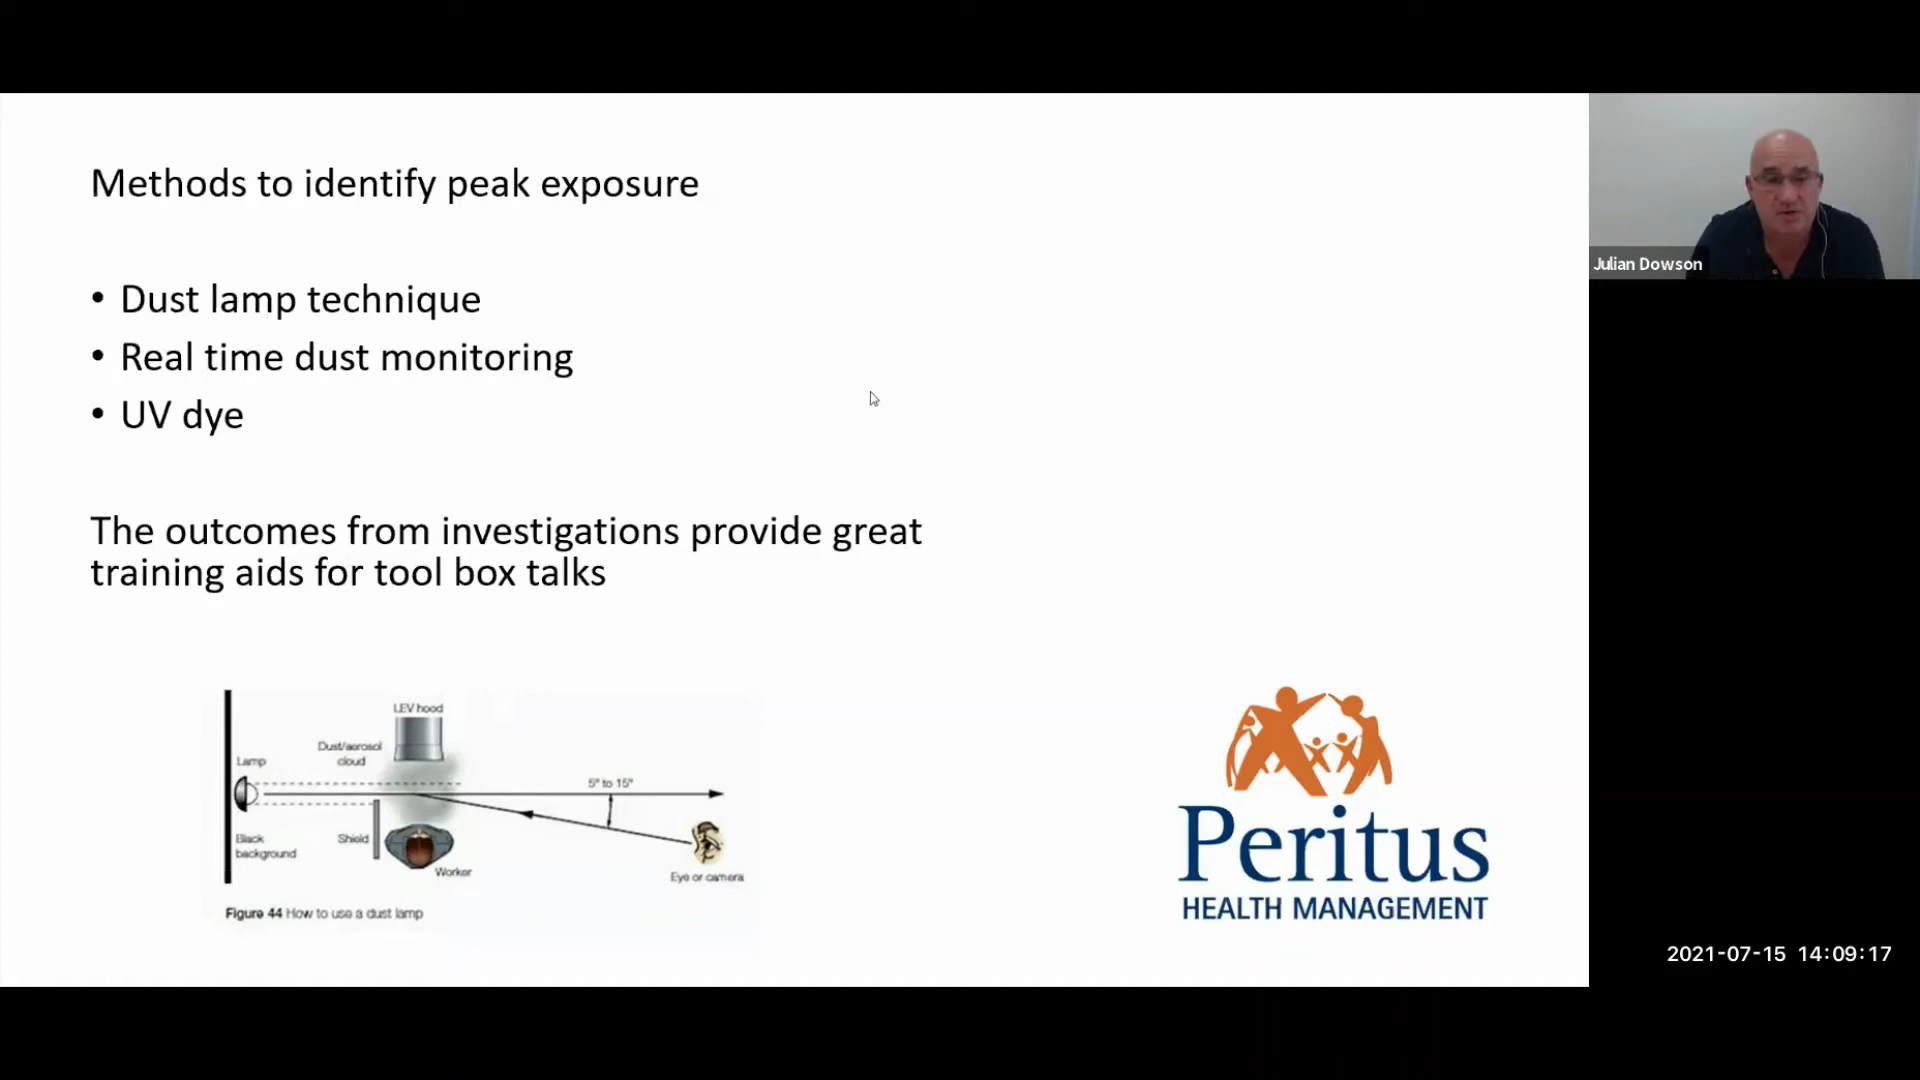 Methods to identify peak exposure
• Dust lamp technique
• Real time dust monitoring
• UV dye
The outcomes from investigations provide great
training aids for tool box talks
LEV hood
Dust/aerosol
cloud
Lamp
5° to 15°
Black
background
Shield
Worker
Eye or camera
Figure 44 How to use a dust lamp
Peritus
HEALTH MANAGEMENT
Julian Dowson
2021-07-15 14:09:17